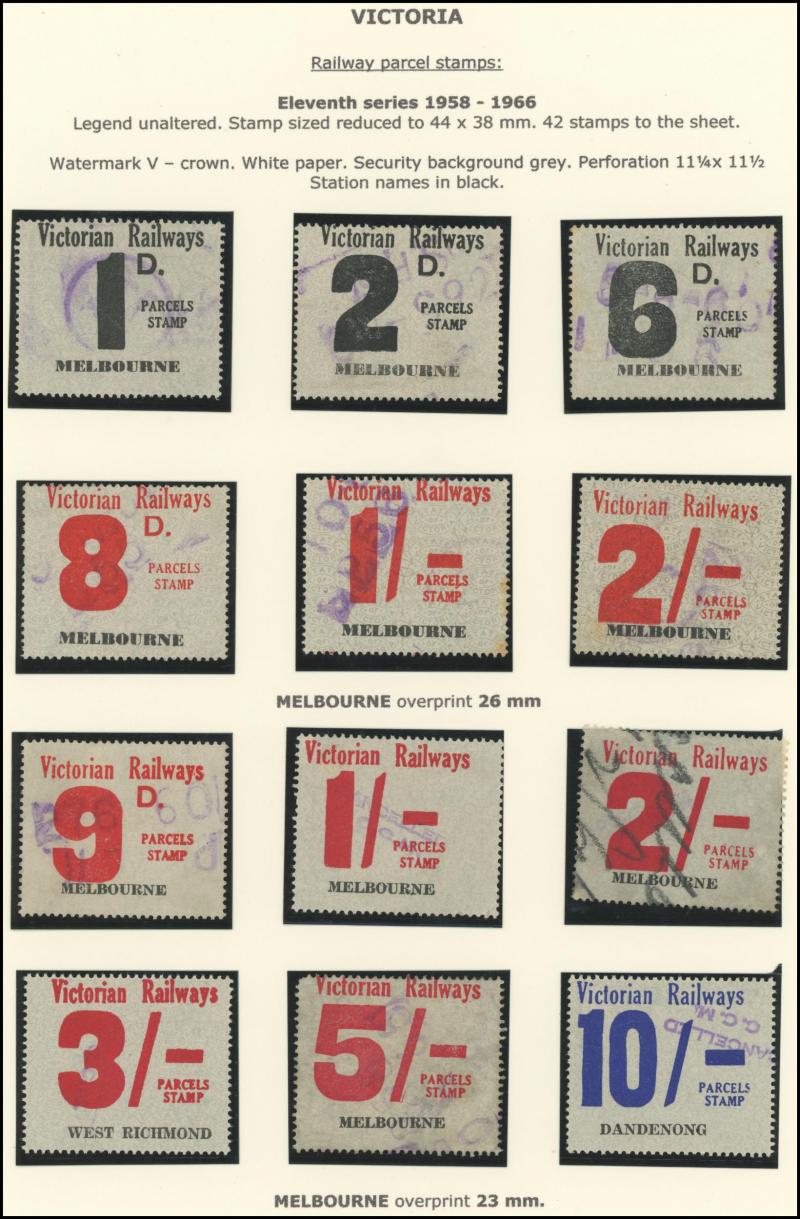 VICTORIA
Railway parcel stamps:
Eleventh series 1958 - 1966
Legend unaltered. Stamp sized reduced to 44 x 38 mm. 42 stamps to the sheet.
Watermark V – crown. White paper. Security background grey. Perforation 11¼x 11½
Station names in black.
Victorian Railways
1 D.
PARCELS
STAMP
MELBOURNE
Victorian Railways
2 D.
PARCELS
STAMP
MELBOURNE
Victorian Railways
6 D.
PARCELS
STAMP
MELBOURNE
Victorian Railways
8 D.
PARCELS
STAMP
MELBOURNE
Victorian Railways
1/-
PARCELS
STAMP
MELBOURNE
Victorian Railways
2/-
PARCELS
STAMP
MELBOURNE
MELBOURNE overprint 26 mm
Victorian Railways
9 D.
PARCELS
STAMP
MELBOURNE
Victorian Railways
1/-
PARCELS
STAMP
MELBOURNE
Victorian Railways
2/-
PARCELS
STAMP
MELBOURNE
Victorian Railways
3/-
PARCELS
STAMP
WEST RICHMOND
Victorian Railways
5/-
PARCELS
STAMP
MELBOURNE
Victorian Railways
10/-
PARCELS
STAMP
DANDENONG
MELBOURNE overprint 23 mm.